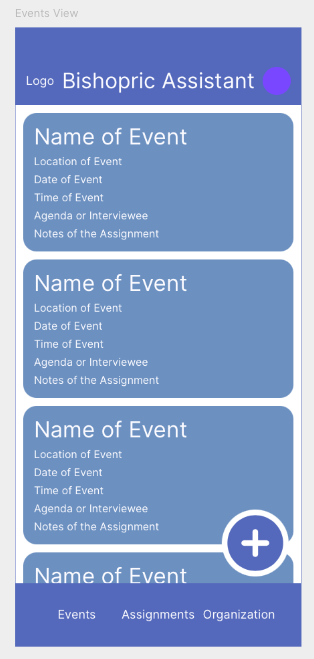 Events View
Logo Bishopric Assistant
Name of Event
Location of Event
Date of Event
Time of Event
Agenda or Interviewee
Notes of the Assignment
Name of Event
Location of Event
Date of Event
Time of Event
Agenda or Interviewee
Notes of the Assignment
Name of Event
Location of Event
Date of Event
Time of Event
Agenda or Interviewee
Notes of the Assignment
Name of Event
Events Assignments Organization